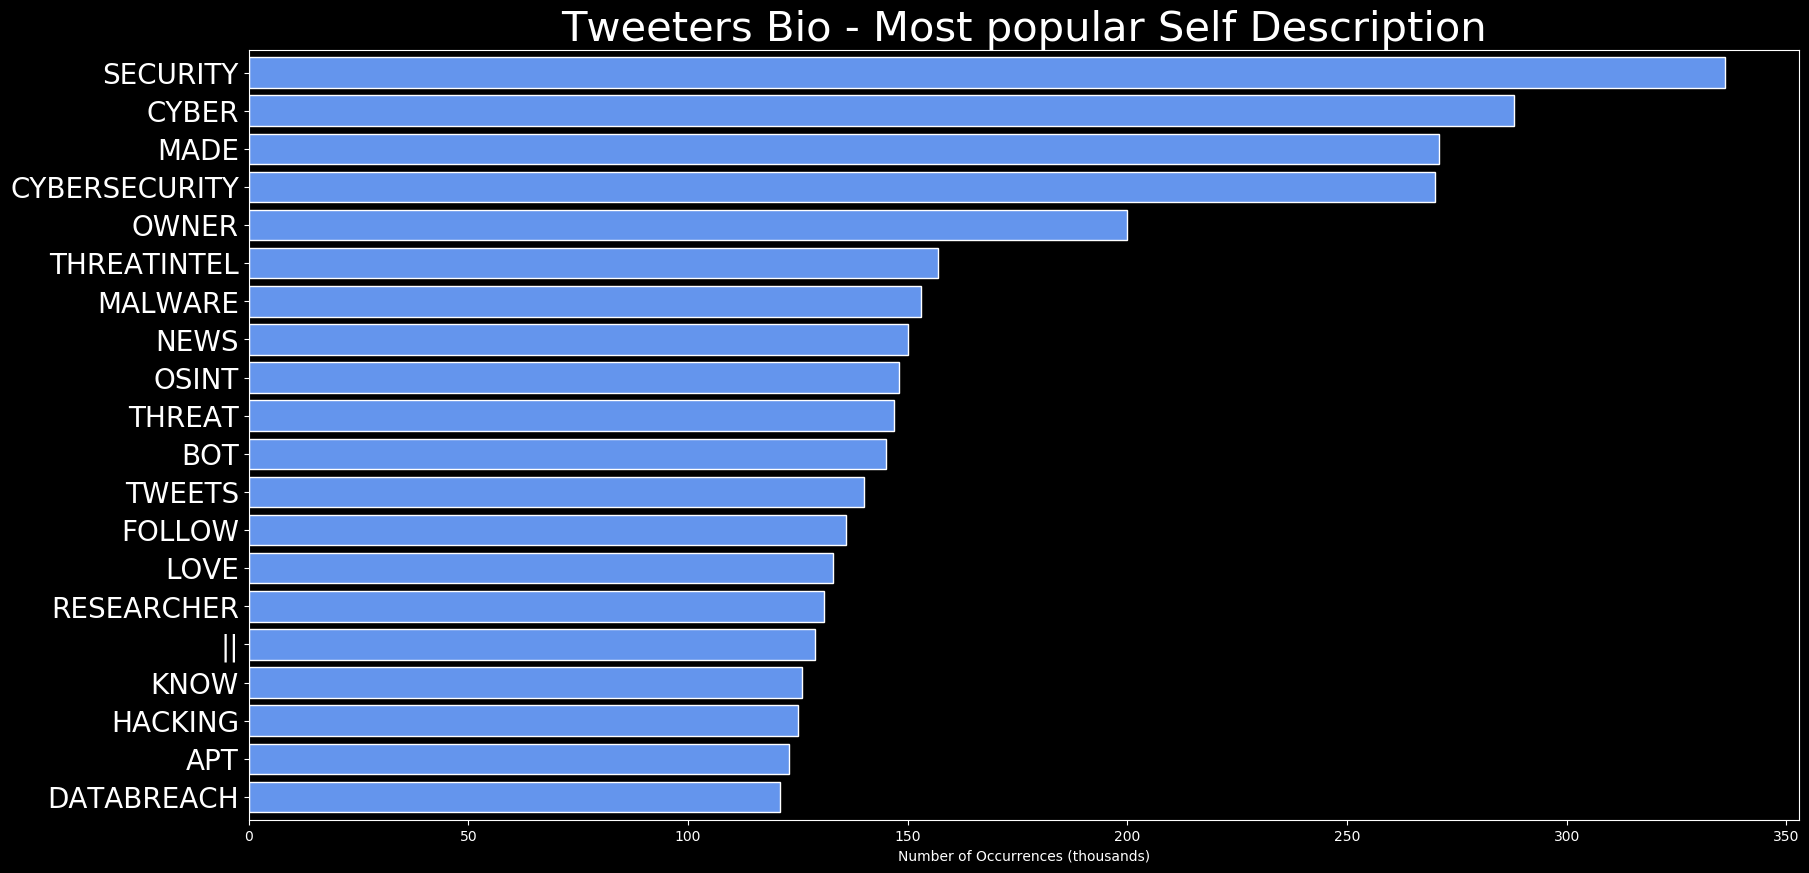 Tweeters Bio - Most popular Self Description
SECURITY
CYBER
MADE
CYBERSECURITY
OWNER
THREATINTEL
MALWARE
NEWS
OSINT
THREAT
BOT
TWEETS
FOLLOW
LOVE
RESEARCHER
||
KNOW
HACKING
APT
DATABREACH
0 50 100 150 200 250 300 350
Number of Occurrences (thousands)